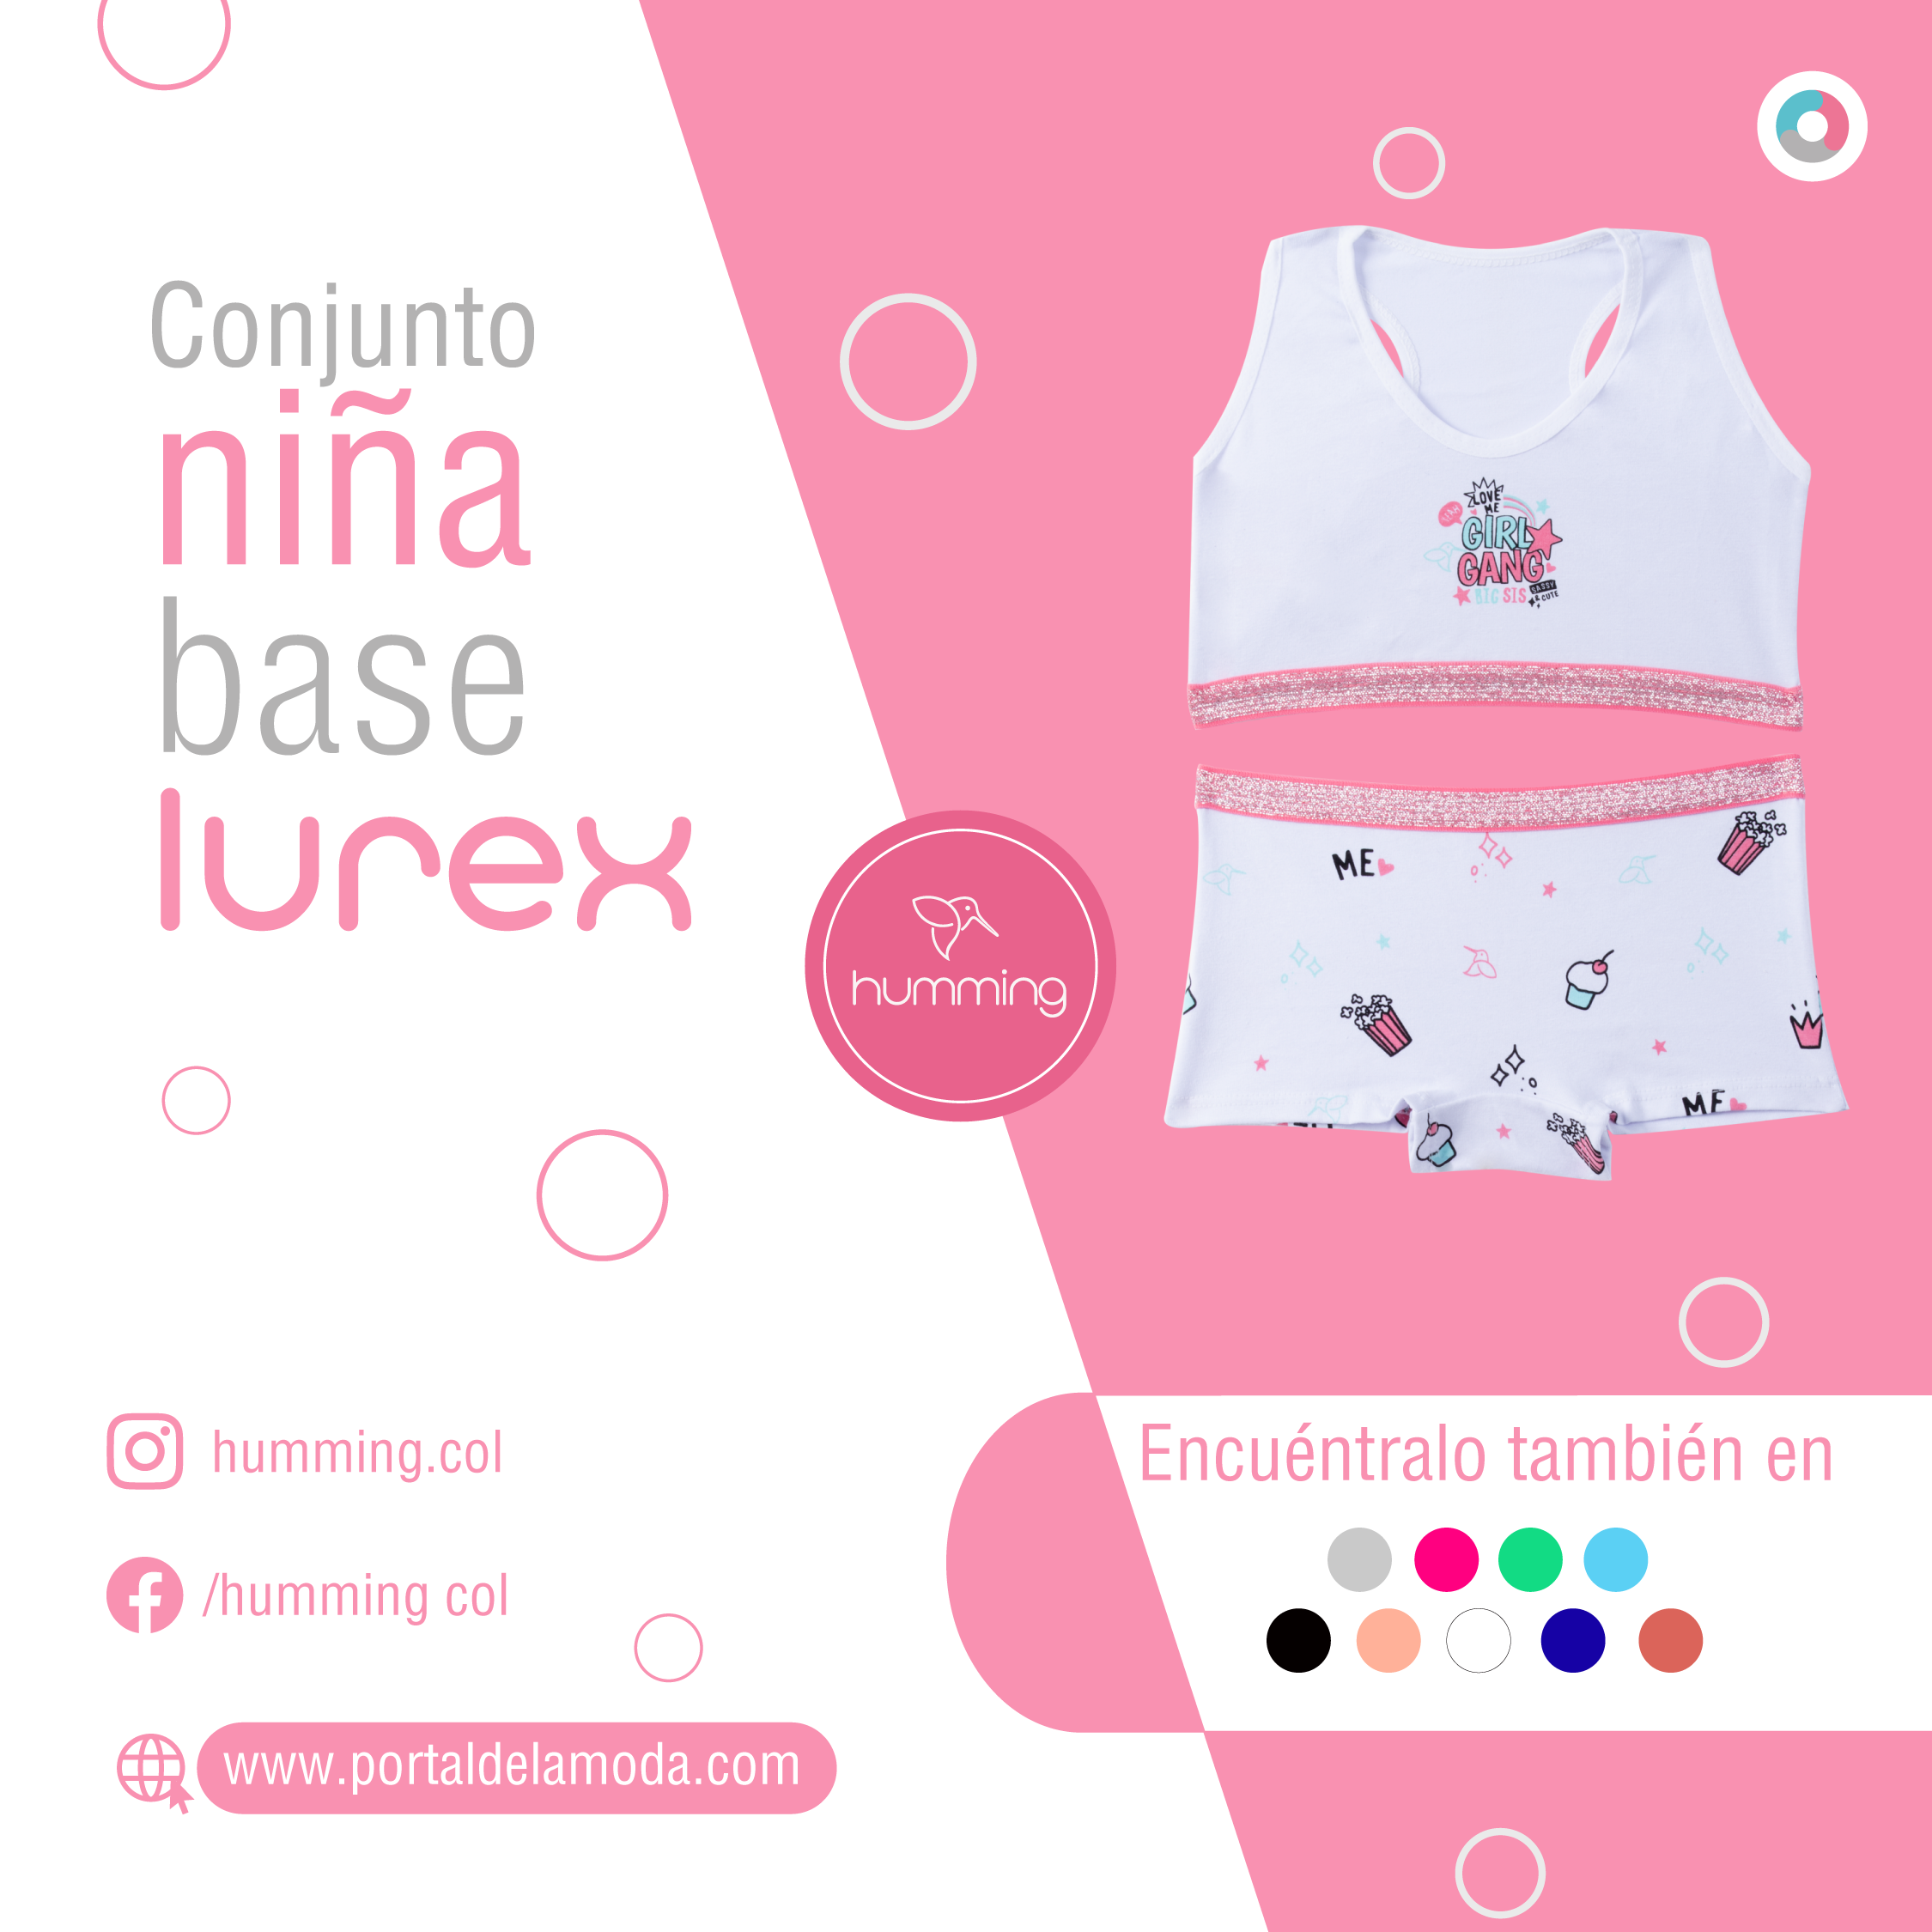 Conjunto
niña
base
lurex
humming
LOVE
ME
GIRL
GANG
BIG SIS
SASSY
& CUTE
ME
ME
humming.col
/humming col
www.portaldelamoda.com
Encuéntralo también en